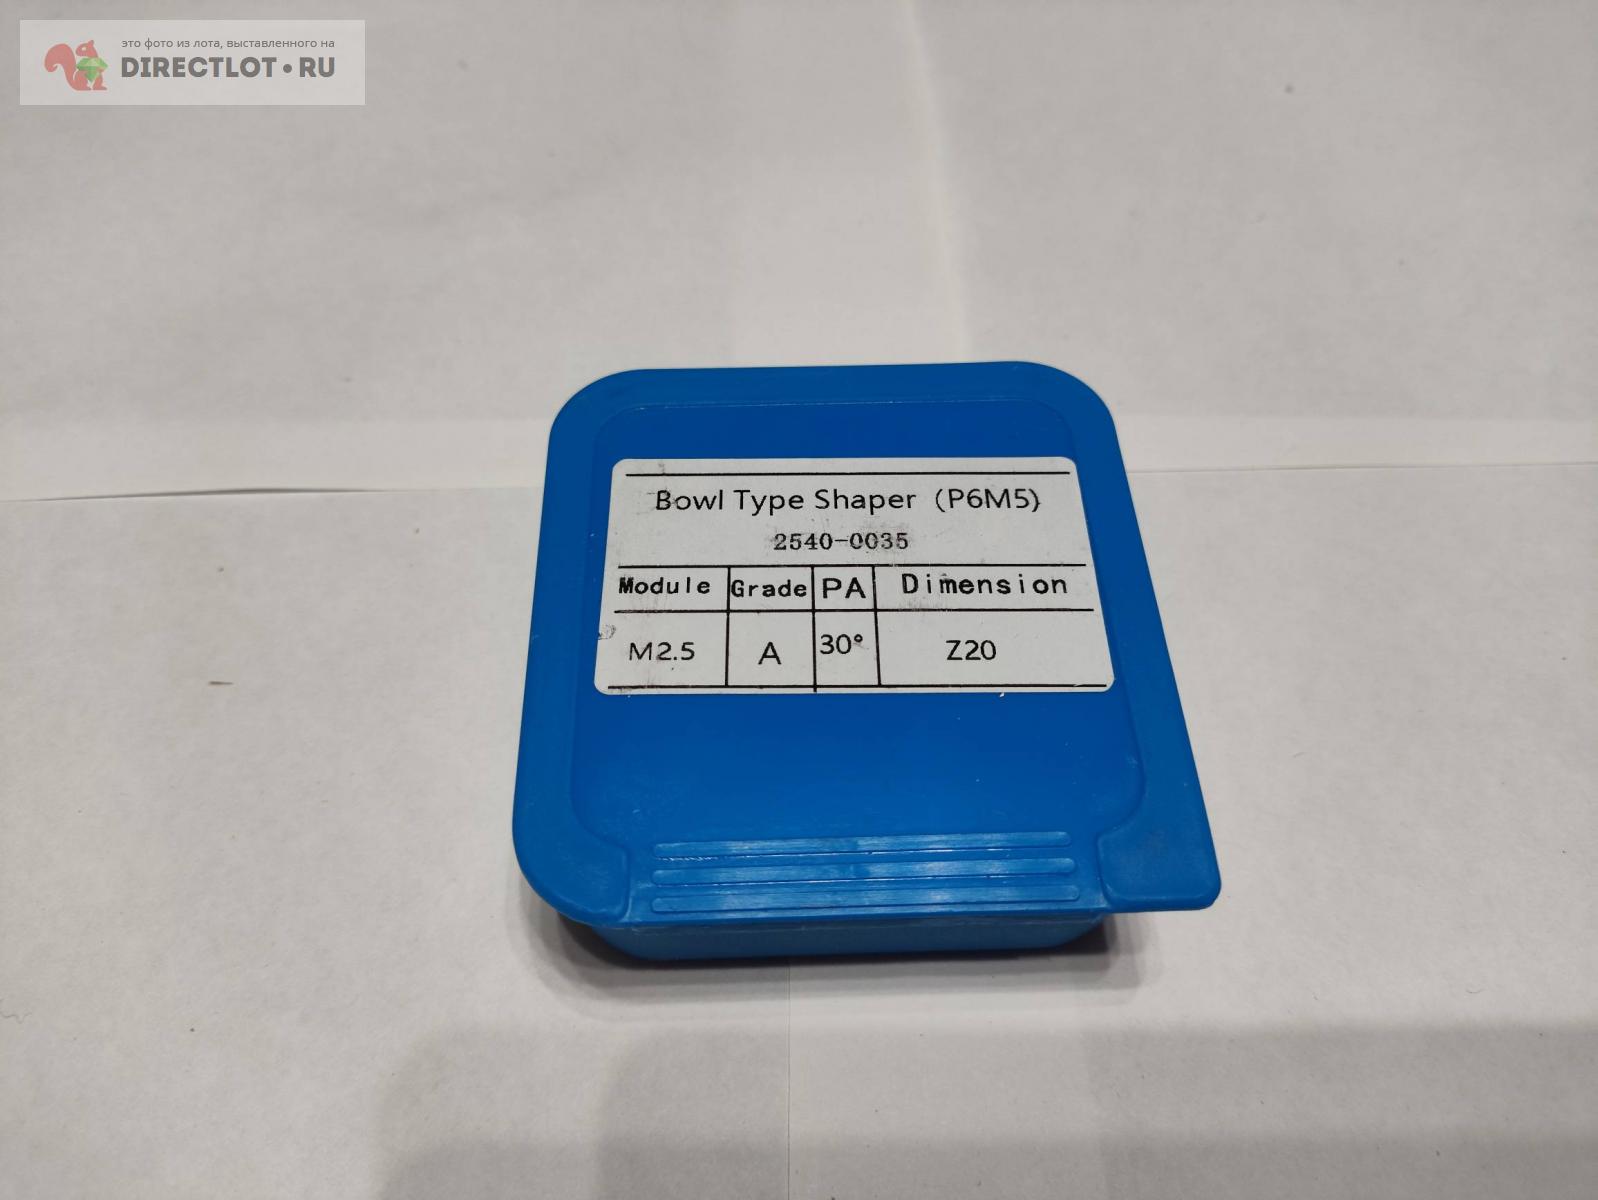 это фото из лота, выставленного на
DIRECTLOT•RU
Bowl Type Shaper (P6M5)
2540-0035
Module Grade PA Dimension
M2.5 A 30° Z20